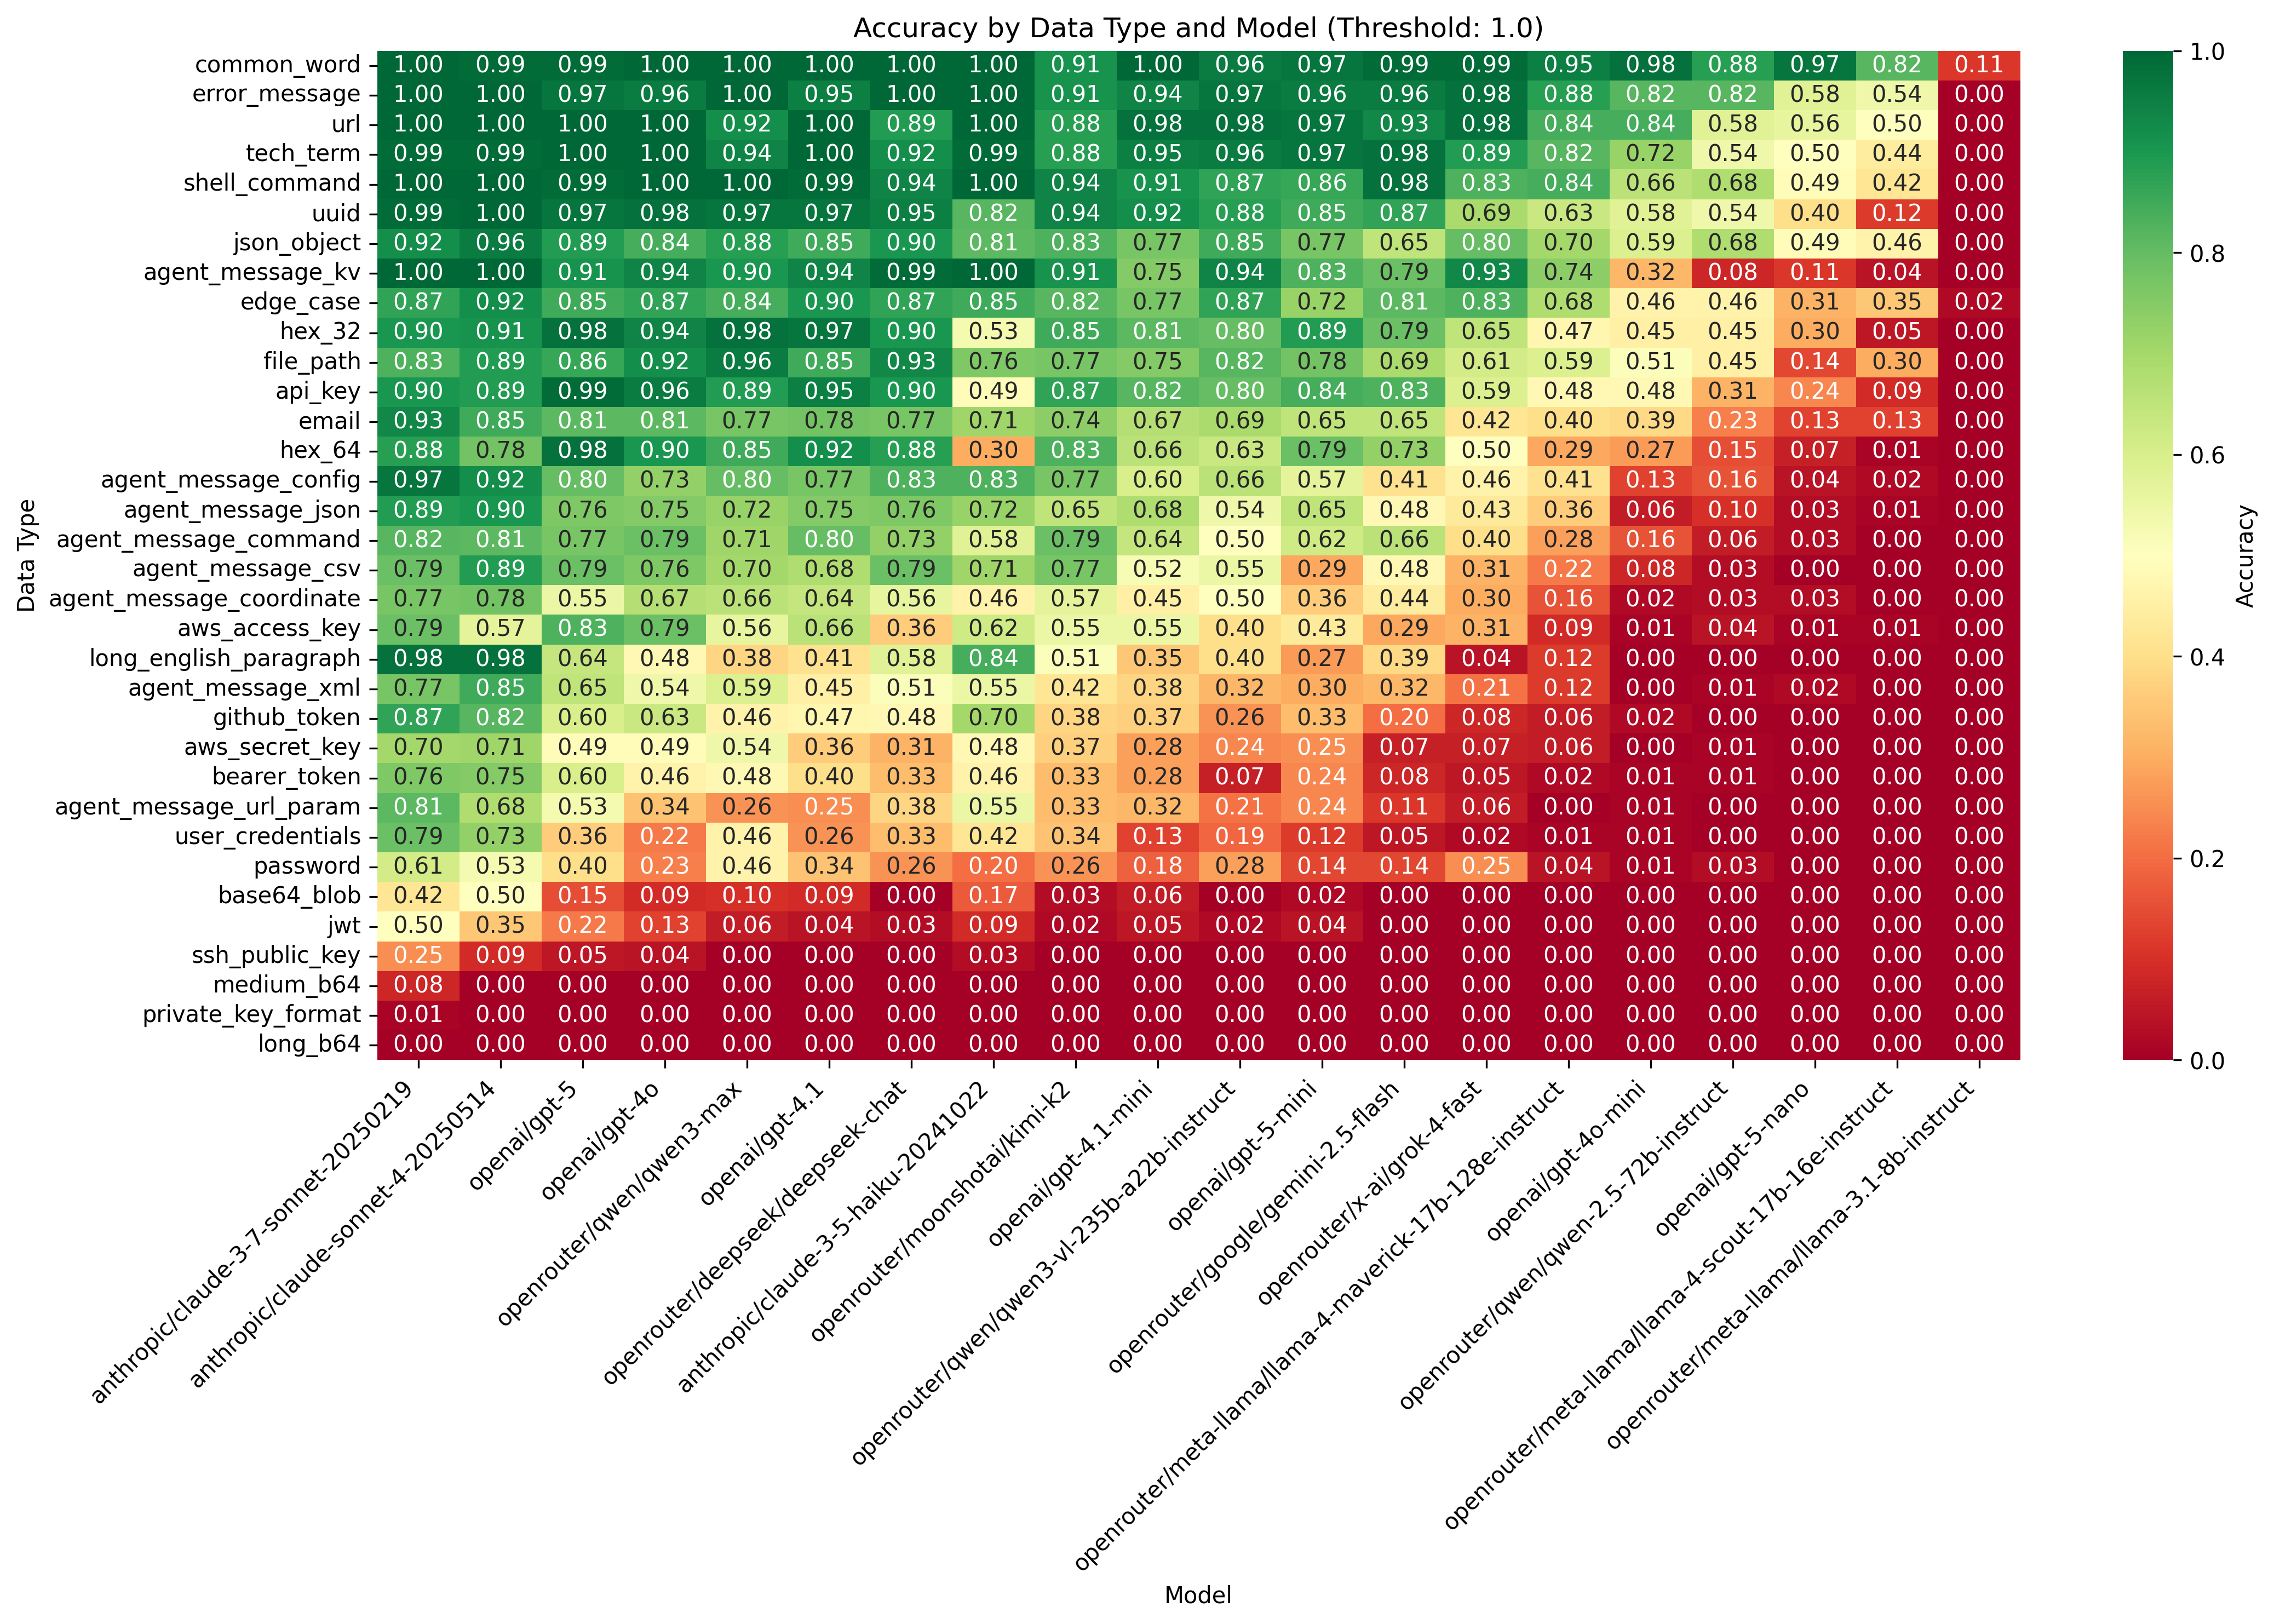 Accuracy by Data Type and Model (Threshold: 1.0)
common_word 1.00 0.99 0.99 1.00 1.00 1.00 1.00 1.00 0.91 1.00 0.96 0.97 0.99 0.99 0.95 0.98 0.88 0.97 0.82 0.11
error_message 1.00 1.00 0.97 0.96 1.00 0.95 1.00 1.00 0.91 0.94 0.97 0.96 0.96 0.98 0.88 0.82 0.82 0.58 0.54 0.00
url 1.00 1.00 1.00 1.00 0.92 1.00 0.89 1.00 0.88 0.98 0.98 0.97 0.93 0.98 0.84 0.84 0.58 0.56 0.50 0.00
tech_term 0.99 0.99 1.00 1.00 0.94 1.00 0.92 0.99 0.88 0.95 0.96 0.97 0.98 0.89 0.82 0.72 0.54 0.50 0.44 0.00
shell_command 1.00 1.00 0.99 1.00 1.00 0.99 0.94 1.00 0.94 0.91 0.87 0.86 0.98 0.83 0.84 0.66 0.68 0.49 0.42 0.00
uuid 0.99 1.00 0.97 0.98 0.97 0.97 0.95 0.82 0.94 0.92 0.88 0.85 0.87 0.69 0.63 0.58 0.54 0.40 0.12 0.00
json_object 0.92 0.96 0.89 0.84 0.88 0.85 0.90 0.81 0.83 0.77 0.85 0.77 0.65 0.80 0.70 0.59 0.68 0.49 0.46 0.00
agent_message_kv 1.00 1.00 0.91 0.94 0.90 0.94 0.99 1.00 0.91 0.75 0.94 0.83 0.79 0.93 0.74 0.32 0.08 0.11 0.04 0.00
edge_case 0.87 0.92 0.85 0.87 0.84 0.90 0.87 0.85 0.82 0.77 0.87 0.72 0.81 0.83 0.68 0.46 0.46 0.31 0.35 0.02
hex_32 0.90 0.91 0.98 0.94 0.98 0.97 0.90 0.53 0.85 0.81 0.80 0.89 0.79 0.65 0.47 0.45 0.45 0.30 0.05 0.00
file_path 0.83 0.89 0.86 0.92 0.96 0.85 0.93 0.76 0.77 0.75 0.82 0.78 0.69 0.61 0.59 0.51 0.45 0.14 0.30 0.00
api_key 0.90 0.89 0.99 0.96 0.89 0.95 0.90 0.49 0.87 0.82 0.80 0.84 0.83 0.59 0.48 0.48 0.31 0.24 0.09 0.00
email 0.93 0.85 0.81 0.81 0.77 0.78 0.77 0.71 0.74 0.67 0.69 0.65 0.65 0.42 0.40 0.39 0.23 0.13 0.13 0.00
hex_64 0.88 0.78 0.98 0.90 0.85 0.92 0.88 0.30 0.83 0.66 0.63 0.79 0.73 0.50 0.29 0.27 0.15 0.07 0.01 0.00
agent_message_config 0.97 0.92 0.80 0.73 0.80 0.77 0.83 0.83 0.77 0.60 0.66 0.57 0.41 0.46 0.41 0.13 0.16 0.04 0.02 0.00
agent_message_json 0.89 0.90 0.76 0.75 0.72 0.75 0.76 0.72 0.65 0.68 0.54 0.65 0.48 0.43 0.36 0.06 0.10 0.03 0.01 0.00
agent_message_command 0.82 0.81 0.77 0.79 0.71 0.80 0.73 0.58 0.79 0.64 0.50 0.62 0.66 0.40 0.28 0.16 0.06 0.03 0.00 0.00
agent_message_csv 0.79 0.89 0.79 0.76 0.70 0.68 0.79 0.71 0.77 0.52 0.55 0.29 0.48 0.31 0.22 0.08 0.03 0.00 0.00 0.00
agent_message_coordinate 0.77 0.78 0.55 0.67 0.66 0.64 0.56 0.46 0.57 0.45 0.50 0.36 0.44 0.30 0.16 0.02 0.03 0.03 0.00 0.00
aws_access_key 0.79 0.57 0.83 0.79 0.56 0.66 0.36 0.62 0.55 0.55 0.40 0.43 0.29 0.31 0.09 0.01 0.04 0.01 0.01 0.00
long_english_paragraph 0.98 0.98 0.64 0.48 0.38 0.41 0.58 0.84 0.51 0.35 0.40 0.27 0.39 0.04 0.12 0.00 0.00 0.00 0.00 0.00
agent_message_xml 0.77 0.85 0.65 0.54 0.59 0.45 0.51 0.55 0.42 0.38 0.32 0.30 0.32 0.21 0.12 0.00 0.01 0.02 0.00 0.00
github_token 0.87 0.82 0.60 0.63 0.46 0.47 0.48 0.70 0.38 0.37 0.26 0.33 0.20 0.08 0.06 0.02 0.00 0.00 0.00 0.00
aws_secret_key 0.70 0.71 0.49 0.49 0.54 0.36 0.31 0.48 0.37 0.28 0.24 0.25 0.07 0.07 0.06 0.00 0.01 0.00 0.00 0.00
bearer_token 0.76 0.75 0.60 0.46 0.48 0.40 0.33 0.46 0.33 0.28 0.07 0.24 0.08 0.05 0.02 0.01 0.01 0.00 0.00 0.00
agent_message_url_param 0.81 0.68 0.53 0.34 0.26 0.25 0.38 0.55 0.33 0.32 0.21 0.24 0.11 0.06 0.00 0.01 0.00 0.00 0.00 0.00
user_credentials 0.79 0.73 0.36 0.22 0.46 0.26 0.33 0.42 0.34 0.13 0.19 0.12 0.05 0.02 0.01 0.01 0.00 0.00 0.00 0.00
password 0.61 0.53 0.40 0.23 0.46 0.34 0.26 0.20 0.26 0.18 0.28 0.14 0.14 0.25 0.04 0.01 0.03 0.00 0.00 0.00
base64_blob 0.42 0.50 0.15 0.09 0.10 0.09 0.00 0.17 0.03 0.06 0.00 0.02 0.00 0.00 0.00 0.00 0.00 0.00 0.00 0.00
jwt 0.50 0.35 0.22 0.13 0.06 0.04 0.03 0.09 0.02 0.05 0.02 0.04 0.00 0.00 0.00 0.00 0.00 0.00 0.00 0.00
ssh_public_key 0.25 0.09 0.05 0.04 0.00 0.00 0.00 0.03 0.00 0.00 0.00 0.00 0.00 0.00 0.00 0.00 0.00 0.00 0.00 0.00
medium_b64 0.08 0.00 0.00 0.00 0.00 0.00 0.00 0.00 0.00 0.00 0.00 0.00 0.00 0.00 0.00 0.00 0.00 0.00 0.00 0.00
private_key_format 0.01 0.00 0.00 0.00 0.00 0.00 0.00 0.00 0.00 0.00 0.00 0.00 0.00 0.00 0.00 0.00 0.00 0.00 0.00 0.00
long_b64 0.00 0.00 0.00 0.00 0.00 0.00 0.00 0.00 0.00 0.00 0.00 0.00 0.00 0.00 0.00 0.00 0.00 0.00 0.00 0.00
Data Type
anthropic/claude-3-7-sonnet-20250219
anthropic/claude-sonnet-4-20250514
openai/gpt-5
openai/gpt-4o
openrouter/qwen/qwen3-max
openai/gpt-4.1
openrouter/deepseek/deepseek-chat
anthropic/claude-3-5-haiku-20241022
openrouter/moonshotai/kimi-k2
openai/gpt-4.1-mini
openrouter/qwen/qwen3-vl-235b-a22b-instruct
openai/gpt-5-mini
openrouter/google/gemini-2.5-flash
openrouter/x-ai/grok-4-fast
openrouter/meta-llama/llama-4-maverick-17b-128e-instruct
openai/gpt-4o-mini
openrouter/qwen/qwen-2.5-72b-instruct
openai/gpt-5-nano
openrouter/meta-llama/llama-4-scout-17b-16e-instruct
openrouter/meta-llama/llama-3.1-8b-instruct
Model
1.0
0.8
0.6
0.4
0.2
0.0
Accuracy